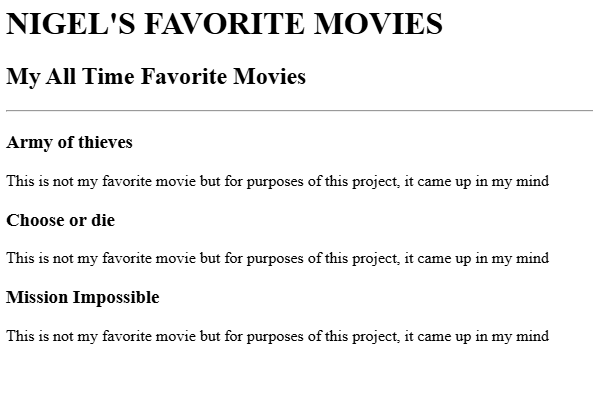 NIGEL'S FAVORITE MOVIES
My All Time Favorite Movies
Army of thieves
This is not my favorite movie but for purposes of this project, it came up in my mind
Choose or die
This is not my favorite movie but for purposes of this project, it came up in my mind
Mission Impossible
This is not my favorite movie but for purposes of this project, it came up in my mind